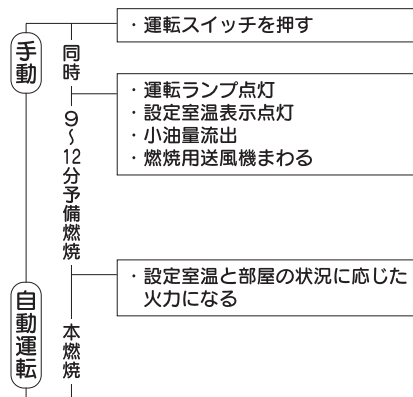 ・運転スイッチを押す
手動
同時
・運転ランプ点灯
・設定室温表示点灯
・小油量流出
・燃焼用送風機まわる
9〜12分予備燃焼
・設定室温と部屋の状況に応じた
火力になる
自動運転
本燃焼